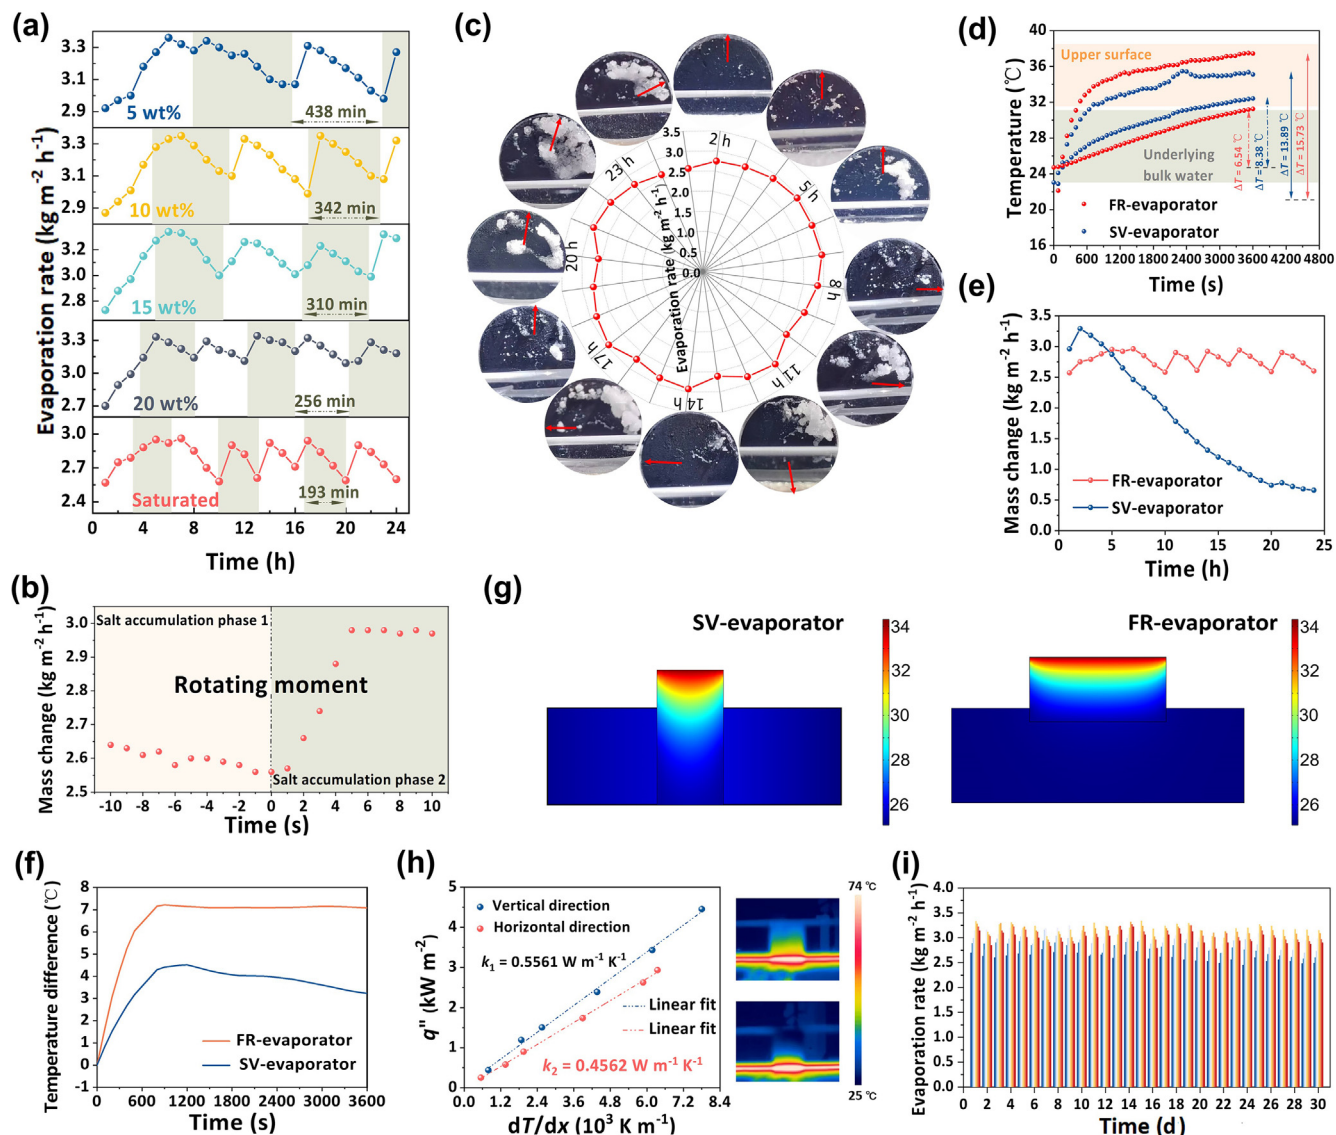 (a)
Evaporation rate (kg m⁻² h⁻¹)
3.3
3.1
2.9
5 wt%
438 min
3.3
3.1
2.9
10 wt%
342 min
3.2
3.0
2.8
15 wt%
310 min
3.3
3.0
2.7
20 wt%
256 min
3.0
2.7
2.4
Saturated
193 min
0 4 8 12 16 20 24
Time (h)
(b)
Mass change (kg m⁻² h⁻¹)
3.0
2.9
2.8
2.7
2.6
2.5
Salt accumulation phase 1
Rotating moment
Salt accumulation phase 2
-10 -8 -6 -4 -2 0 2 4 6 8 10
Time (s)
(c)
3.5
3.0
2.5
2.0
1.5
1.0
0.5
0.0
Evaporation rate (kg m⁻² h⁻¹)
2 h
5 h
8 h
11 h
14 h
17 h
20 h
23 h
(d)
Temperature (℃)
40
36
32
28
24
20
16
Upper surface
Underlying
bulk water
FR-evaporator
SV-evaporator
ΔT = 6.54 ℃
ΔT = 8.38 ℃
ΔT = 13.89 ℃
ΔT = 15.73 ℃
0 600 1200 1800 2400 3000 3600 4200 4800
Time (s)
(e)
Mass change (kg m⁻² h⁻¹)
3.5
3.0
2.5
2.0
1.5
1.0
0.5
0.0
FR-evaporator
SV-evaporator
0 5 10 15 20 25
Time (h)
(g)
SV-evaporator
34
32
30
28
26
FR-evaporator
34
32
30
28
26
(f)
Temperature difference (℃)
8
7
6
5
4
3
2
1
0
-1
FR-evaporator
SV-evaporator
0 600 1200 1800 2400 3000 3600
Time (s)
(h)
q" (kW m⁻²)
5
4
3
2
1
0
Vertical direction
Horizontal direction
k₁ = 0.5561 W m⁻¹ K⁻¹
Linear fit
Linear fit
k₂ = 0.4562 W m⁻¹ K⁻¹
0.0 1.2 2.4 3.6 4.8 6.0 7.2 8.4
dT/dx (10³ K m⁻¹)
74 ℃
25 ℃
(i)
Evaporation rate (kg m⁻² h⁻¹)
4.0
3.5
3.0
2.5
2.0
1.5
1.0
0.5
0.0
0 2 4 6 8 10 12 14 16 18 20 22 24 26 28 30
Time (d)